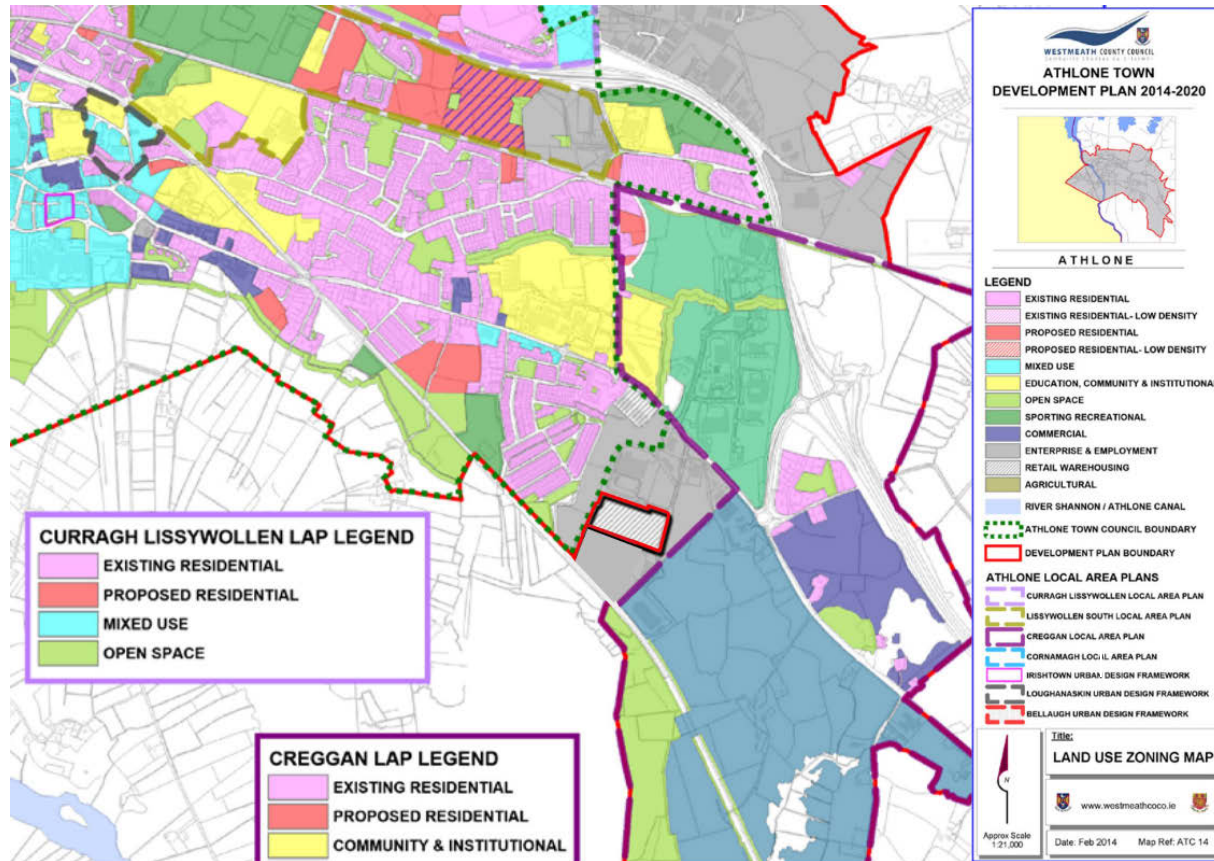 WESTMEATH COUNTY COUNCIL
ATHLONE TOWN
DEVELOPMENT PLAN 2014-2020
ATHLONE
LEGEND
EXISTING RESIDENTIAL
EXISTING RESIDENTIAL- LOW DENSITY
PROPOSED RESIDENTIAL
PROPOSED RESIDENTIAL- LOW DENSITY
MIXED USE
EDUCATION, COMMUNITY & INSTITUTIONAL
OPEN SPACE
SPORTING RECREATIONAL
COMMERCIAL
ENTERPRISE & EMPLOYMENT
RETAIL WAREHOUSING
AGRICULTURAL
RIVER SHANNON / ATHLONE CANAL
ATHLONE TOWN COUNCIL BOUNDARY
DEVELOPMENT PLAN BOUNDARY
ATHLONE LOCAL AREA PLANS
CURRAGH LISSYWOLLEN LOCAL AREA PLAN
LISSYWOLLEN SOUTH LOCAL AREA PLAN
CREGGAN LOCAL AREA PLAN
CORNAMAGH LOCAL AREA PLAN
IRISHTOWN URBAN DESIGN FRAMEWORK
LOUGHANASKIN URBAN DESIGN FRAMEWORK
BELLAUGH URBAN DESIGN FRAMEWORK
N
Approx Scale
1:21,000
Title:
LAND USE ZONING MAP
www.westmeathcoco.ie
Date: Feb 2014 Map Ref: ATC 14
CURRAGH LISSYWOLLEN LAP LEGEND
EXISTING RESIDENTIAL
PROPOSED RESIDENTIAL
MIXED USE
OPEN SPACE
CREGGAN LAP LEGEND
EXISTING RESIDENTIAL
PROPOSED RESIDENTIAL
COMMUNITY & INSTITUTIONAL